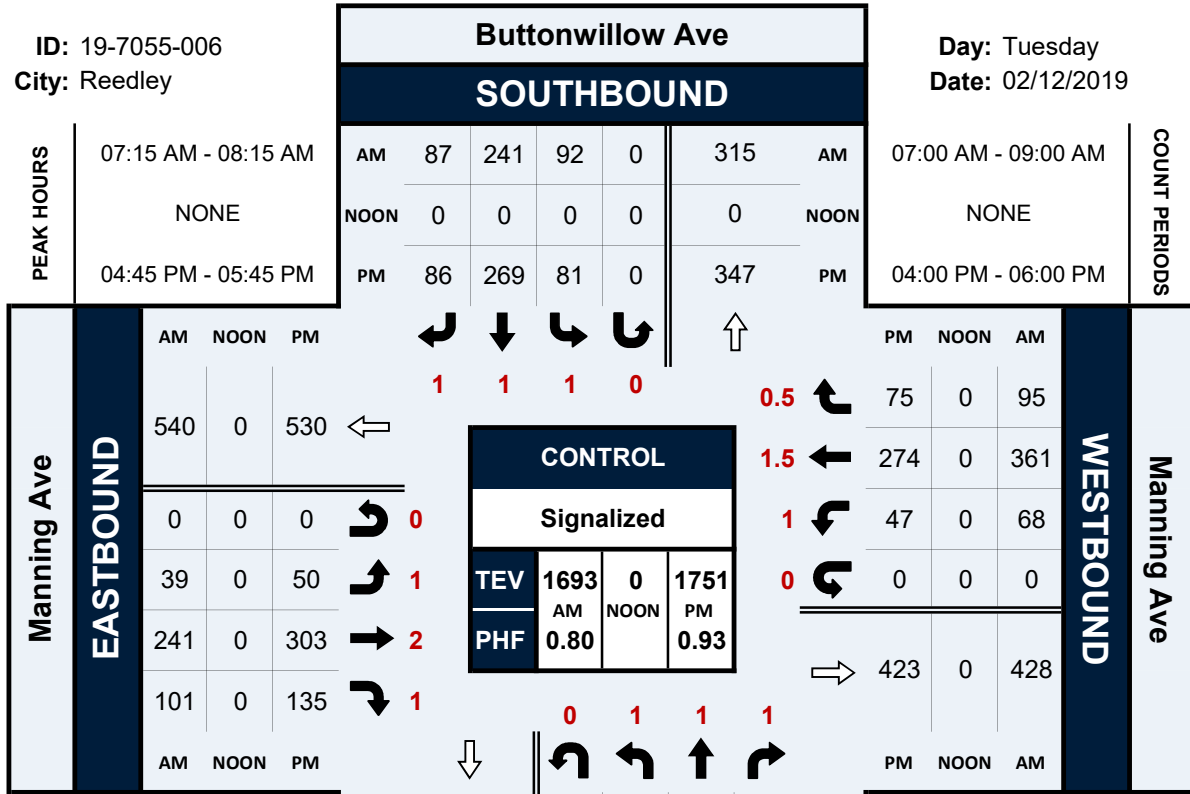 ID: 19-7055-006
City: Reedley
Buttonwillow Ave
SOUTHBOUND
Day: Tuesday
Date: 02/12/2019
PEAK HOURS
07:15 AM - 08:15 AM
NONE
04:45 PM - 05:45 PM
AM 87 241 92 0 315 AM
NOON 0 0 0 0 0 NOON
PM 86 269 81 0 347 PM
07:00 AM - 09:00 AM
NONE
04:00 PM - 06:00 PM
COUNT PERIODS
1 1 1 0
Manning Ave
EASTBOUND
AM NOON PM
540 0 530
0 0 0 0
39 0 50 1
241 0 303 2
101 0 135 1
AM NOON PM
CONTROL
Signalized
TEV 1693 0 1751
AM NOON PM
PHF 0.80 0.93
PM NOON AM
0.5 75 0 95
1.5 274 0 361
1 47 0 68
0 0 0 0
423 0 428
PM NOON AM
WESTBOUND
Manning Ave
0 1 1 1